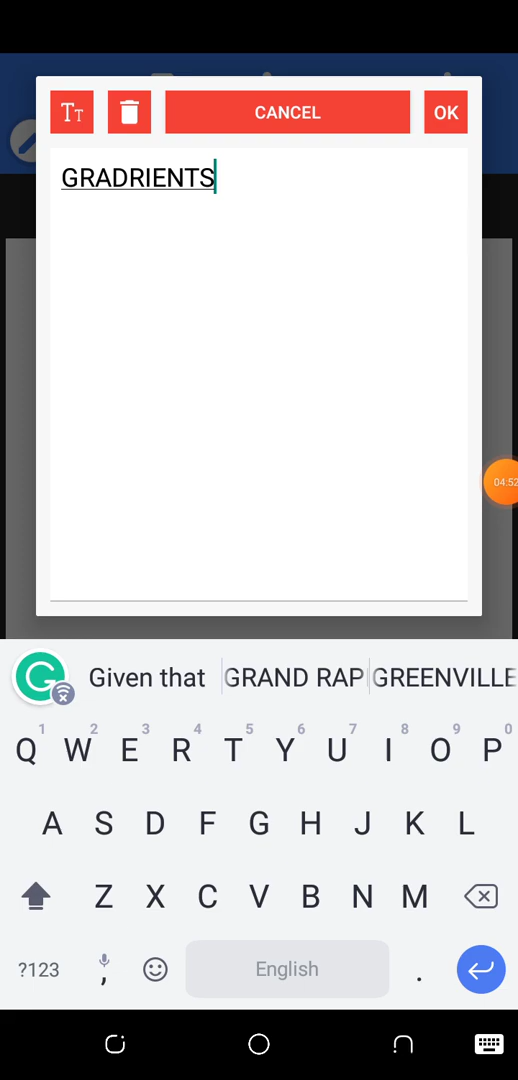 TT
CANCEL
OK
GRADRIENTS
04:52
Given that
GRAND RAP
GREENVILLE
1 2 3 4 5 6 7 8 9 0
Q W E R T Y U I O P
A S D F G H J K L
Z X C V B N M
?123 , English .